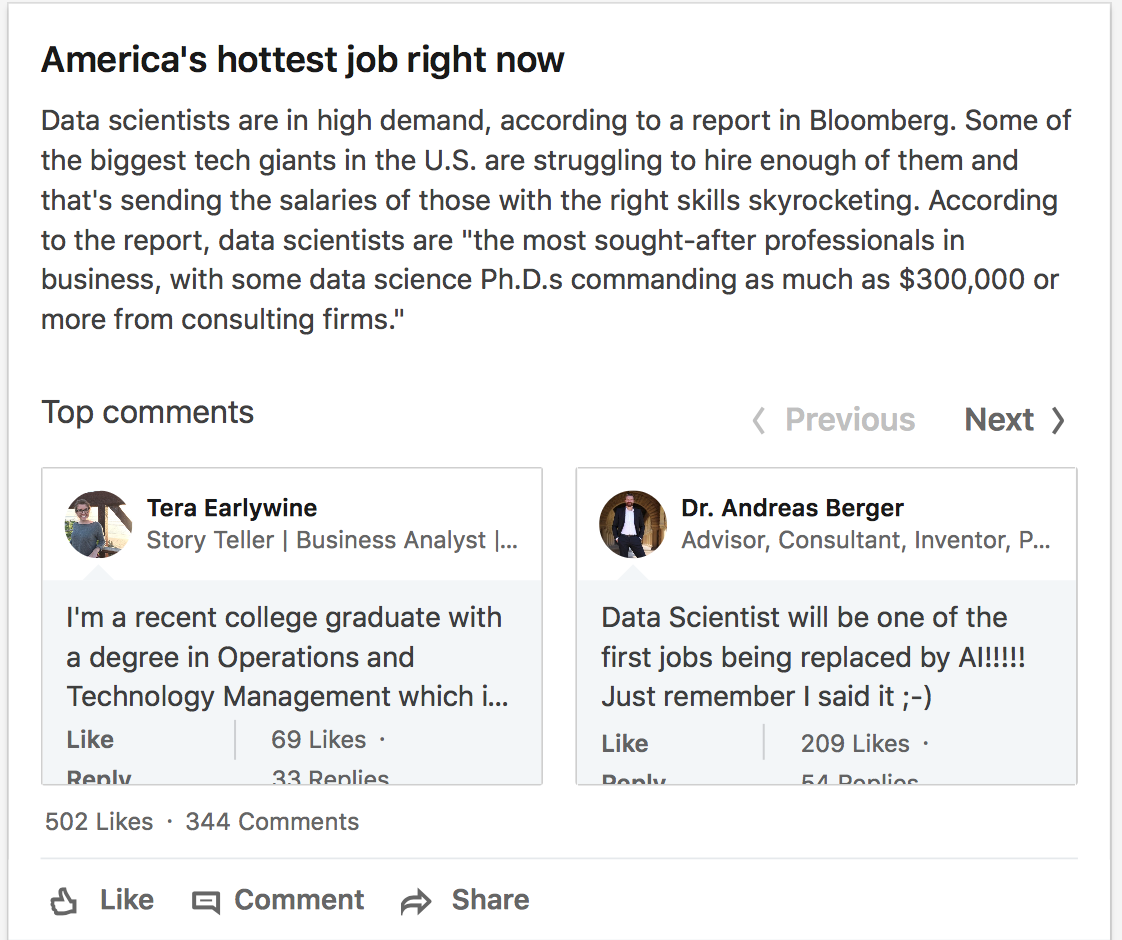 America's hottest job right now
Data scientists are in high demand, according to a report in Bloomberg. Some of
the biggest tech giants in the U.S. are struggling to hire enough of them and
that's sending the salaries of those with the right skills skyrocketing. According
to the report, data scientists are "the most sought-after professionals in
business, with some data science Ph.D.s commanding as much as $300,000 or
more from consulting firms."
Top comments
Previous Next
Tera Earlywine
Story Teller | Business Analyst |...
I'm a recent college graduate with
a degree in Operations and
Technology Management which i...
Like 69 Likes ·
Reply 33 Replies
Dr. Andreas Berger
Advisor, Consultant, Inventor, P...
Data Scientist will be one of the
first jobs being replaced by AI!!!!!
Just remember I said it ;-)
Like 209 Likes ·
Reply 54 Replies
502 Likes · 344 Comments
Like Comment Share